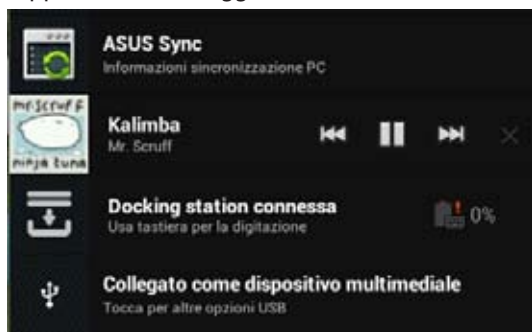 ASUS Sync
Informazioni sincronizzazione PC
mr.scruff
ninja tuna
Kalimba
Mr. Scruff
Docking station connessa
Usa tastiera per la digitazione
0%
Collegato come dispositivo multimediale
Tocca per altre opzioni USB